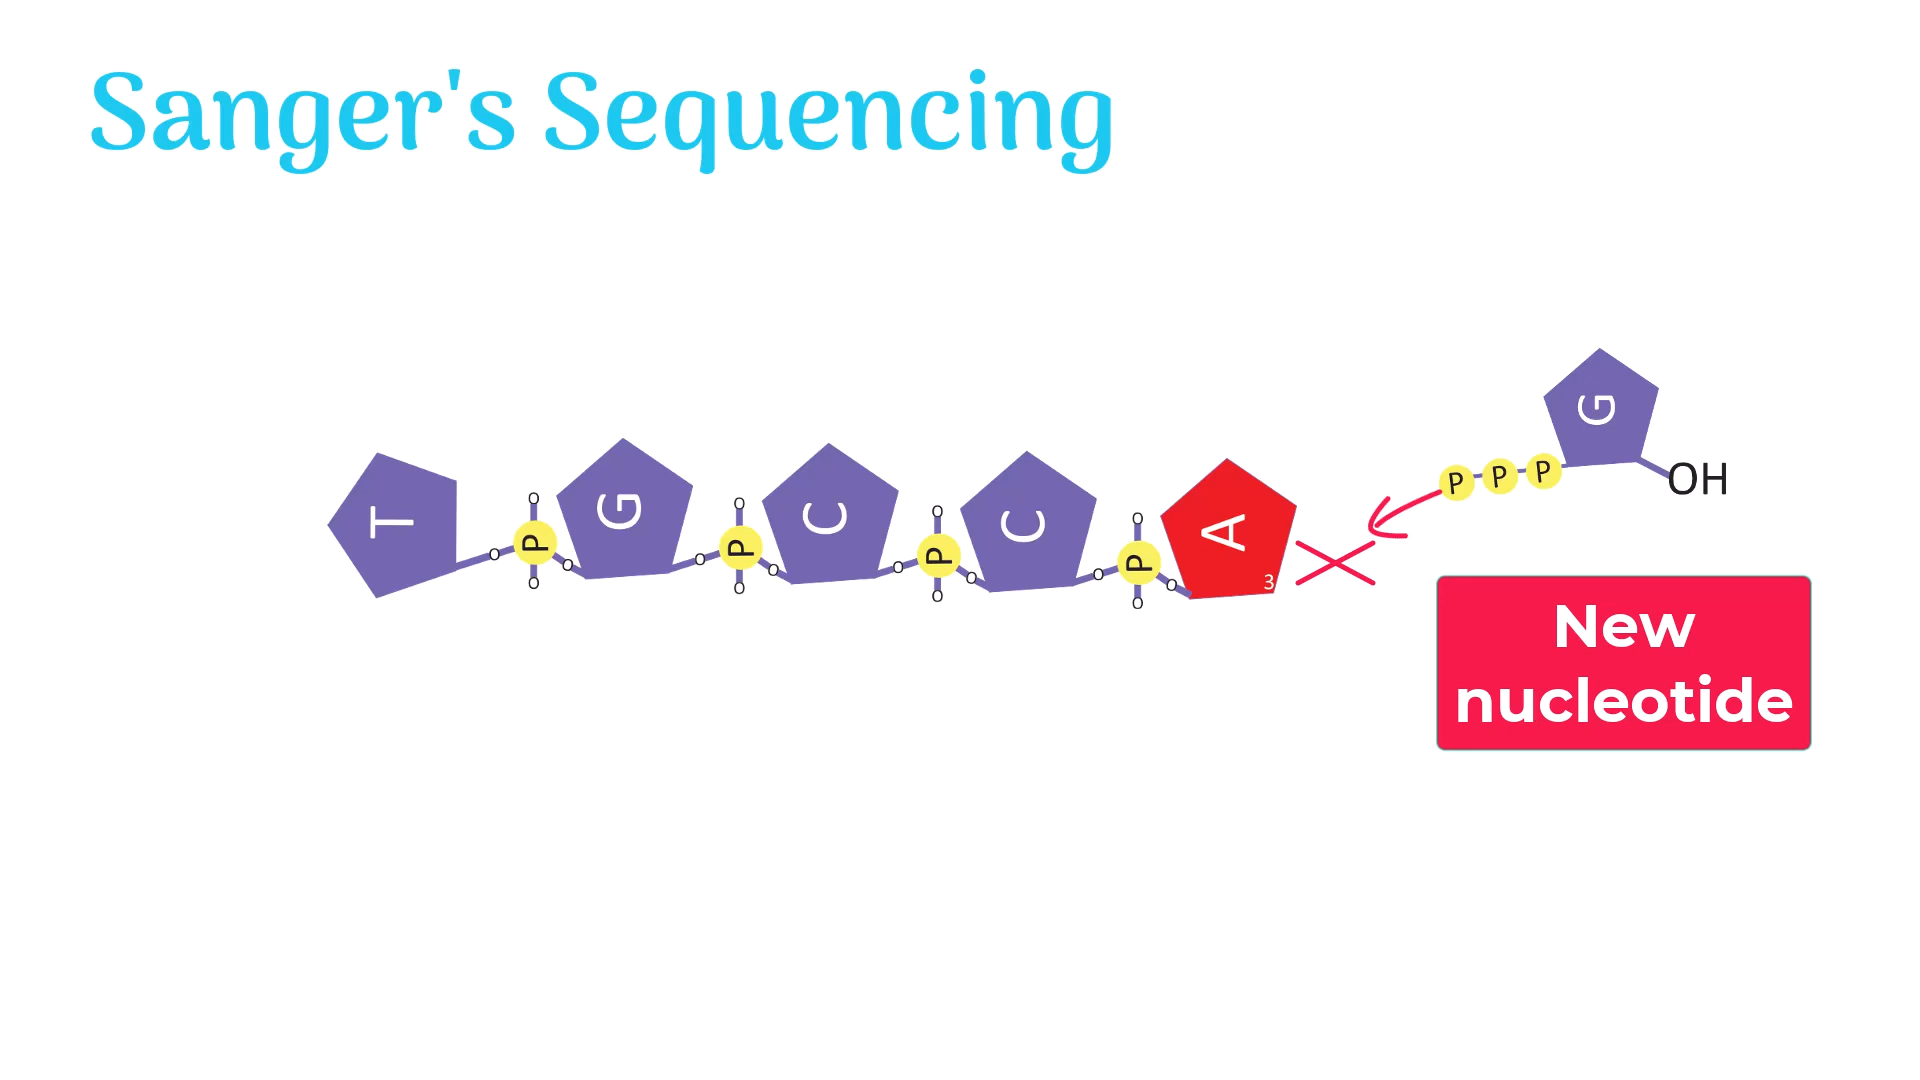 Sanger's Sequencing
G
P P P
OH
T O P O O O G O P O O O C O P O O O C O P O O O A 3
New
nucleotide